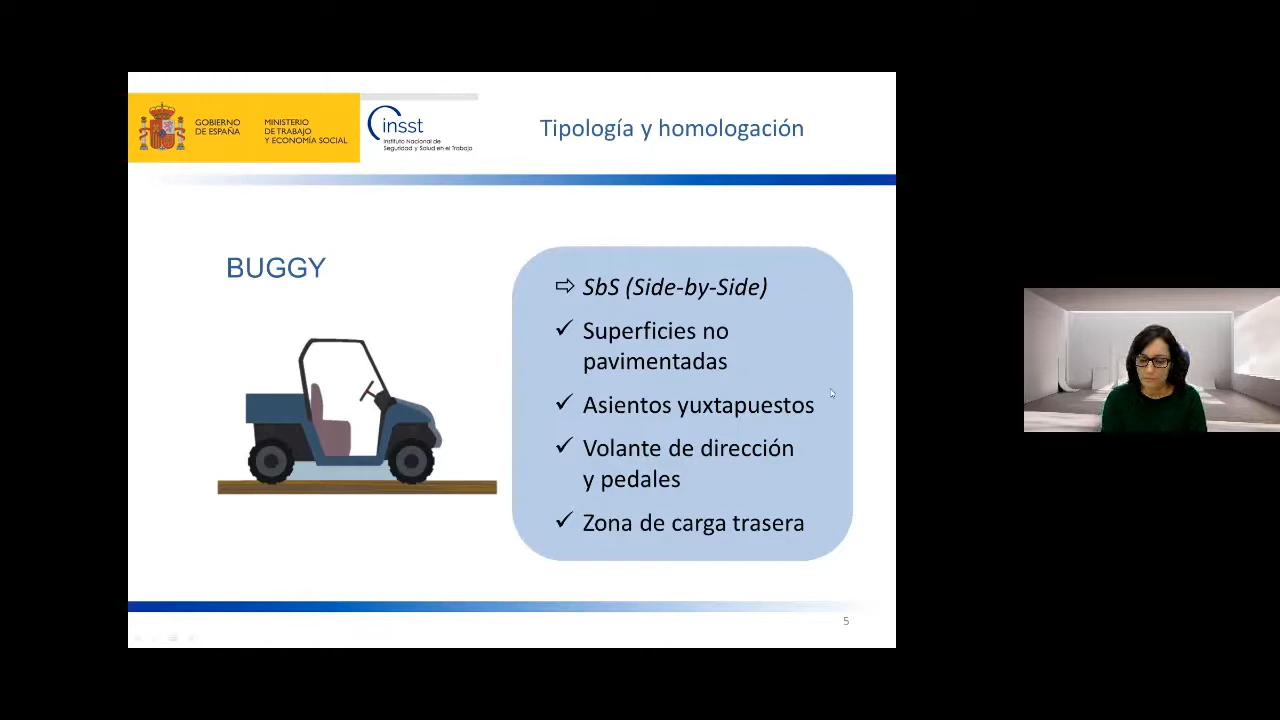 GOBIERNO
DE ESPAÑA
MINISTERIO
DE TRABAJO
Y ECONOMÍA SOCIAL
insst
Instituto Nacional de
Seguridad y Salud en el Trabajo
Tipología y homologación
BUGGY
⇨ SbS (Side-by-Side)
✓ Superficies no
pavimentadas
✓ Asientos yuxtapuestos
✓ Volante de dirección
y pedales
✓ Zona de carga trasera
5